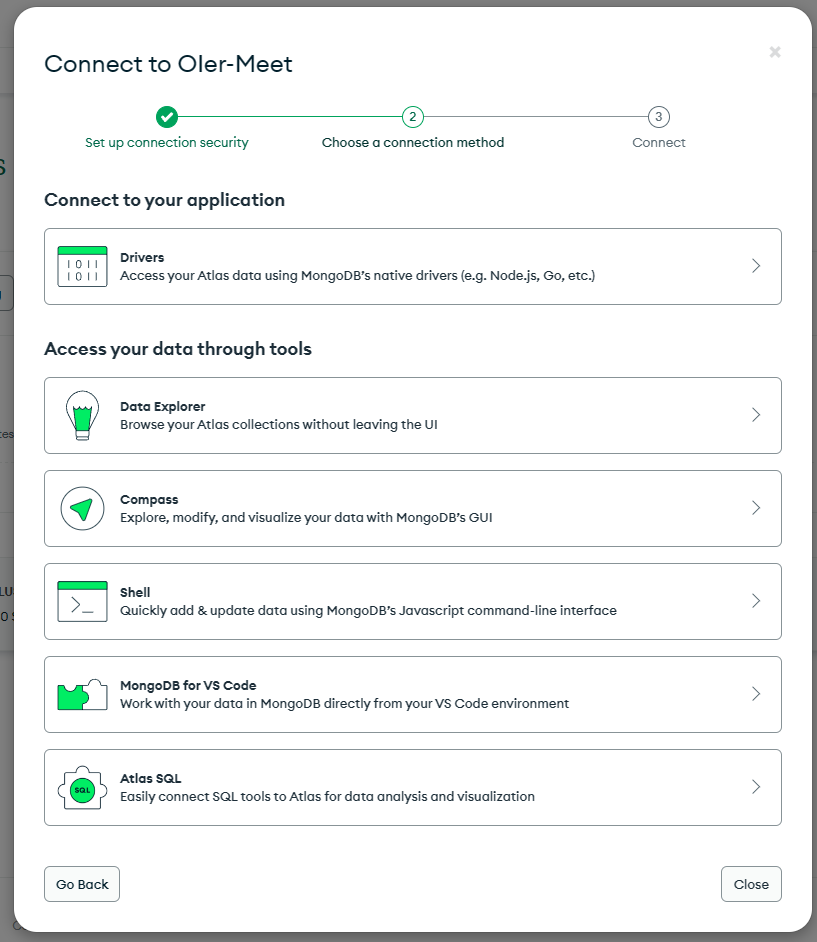 Connect to Oler-Meet
×
2
3
Set up connection security
Choose a connection method
Connect
Connect to your application
1011
1011
Drivers
Access your Atlas data using MongoDB's native drivers (e.g. Node.js, Go, etc.)
Access your data through tools
Data Explorer
Browse your Atlas collections without leaving the UI
Compass
Explore, modify, and visualize your data with MongoDB's GUI
>_
Shell
Quickly add & update data using MongoDB's Javascript command-line interface
MongoDB for VS Code
Work with your data in MongoDB directly from your VS Code environment
SQL
Atlas SQL
Easily connect SQL tools to Atlas for data analysis and visualization
Go Back
Close